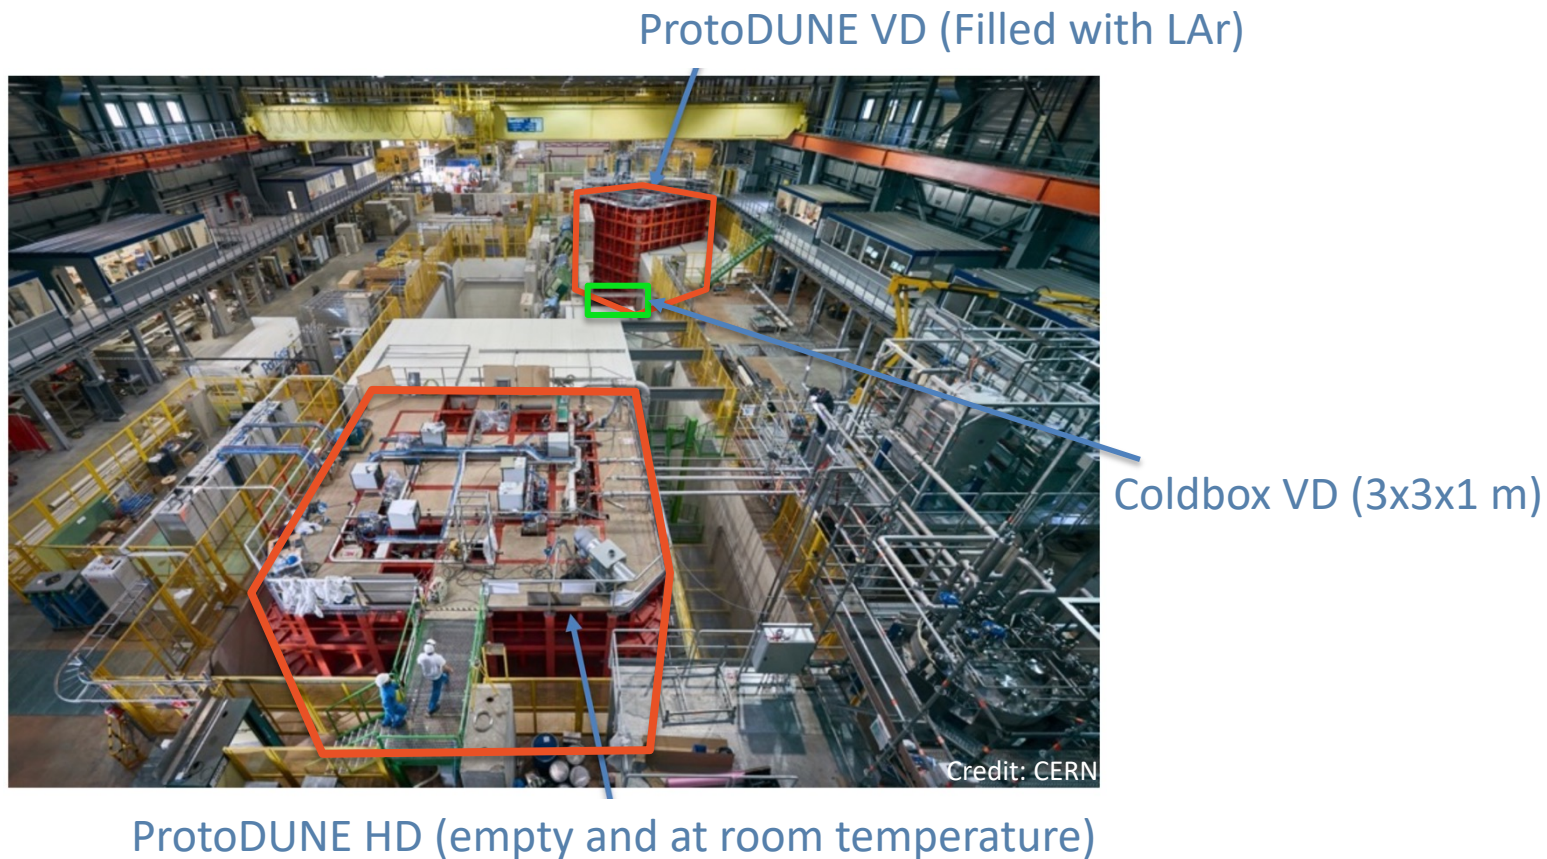 ProtoDUNE VD (Filled with LAr)
Coldbox VD (3x3x1 m)
Credit: CERN
ProtoDUNE HD (empty and at room temperature)